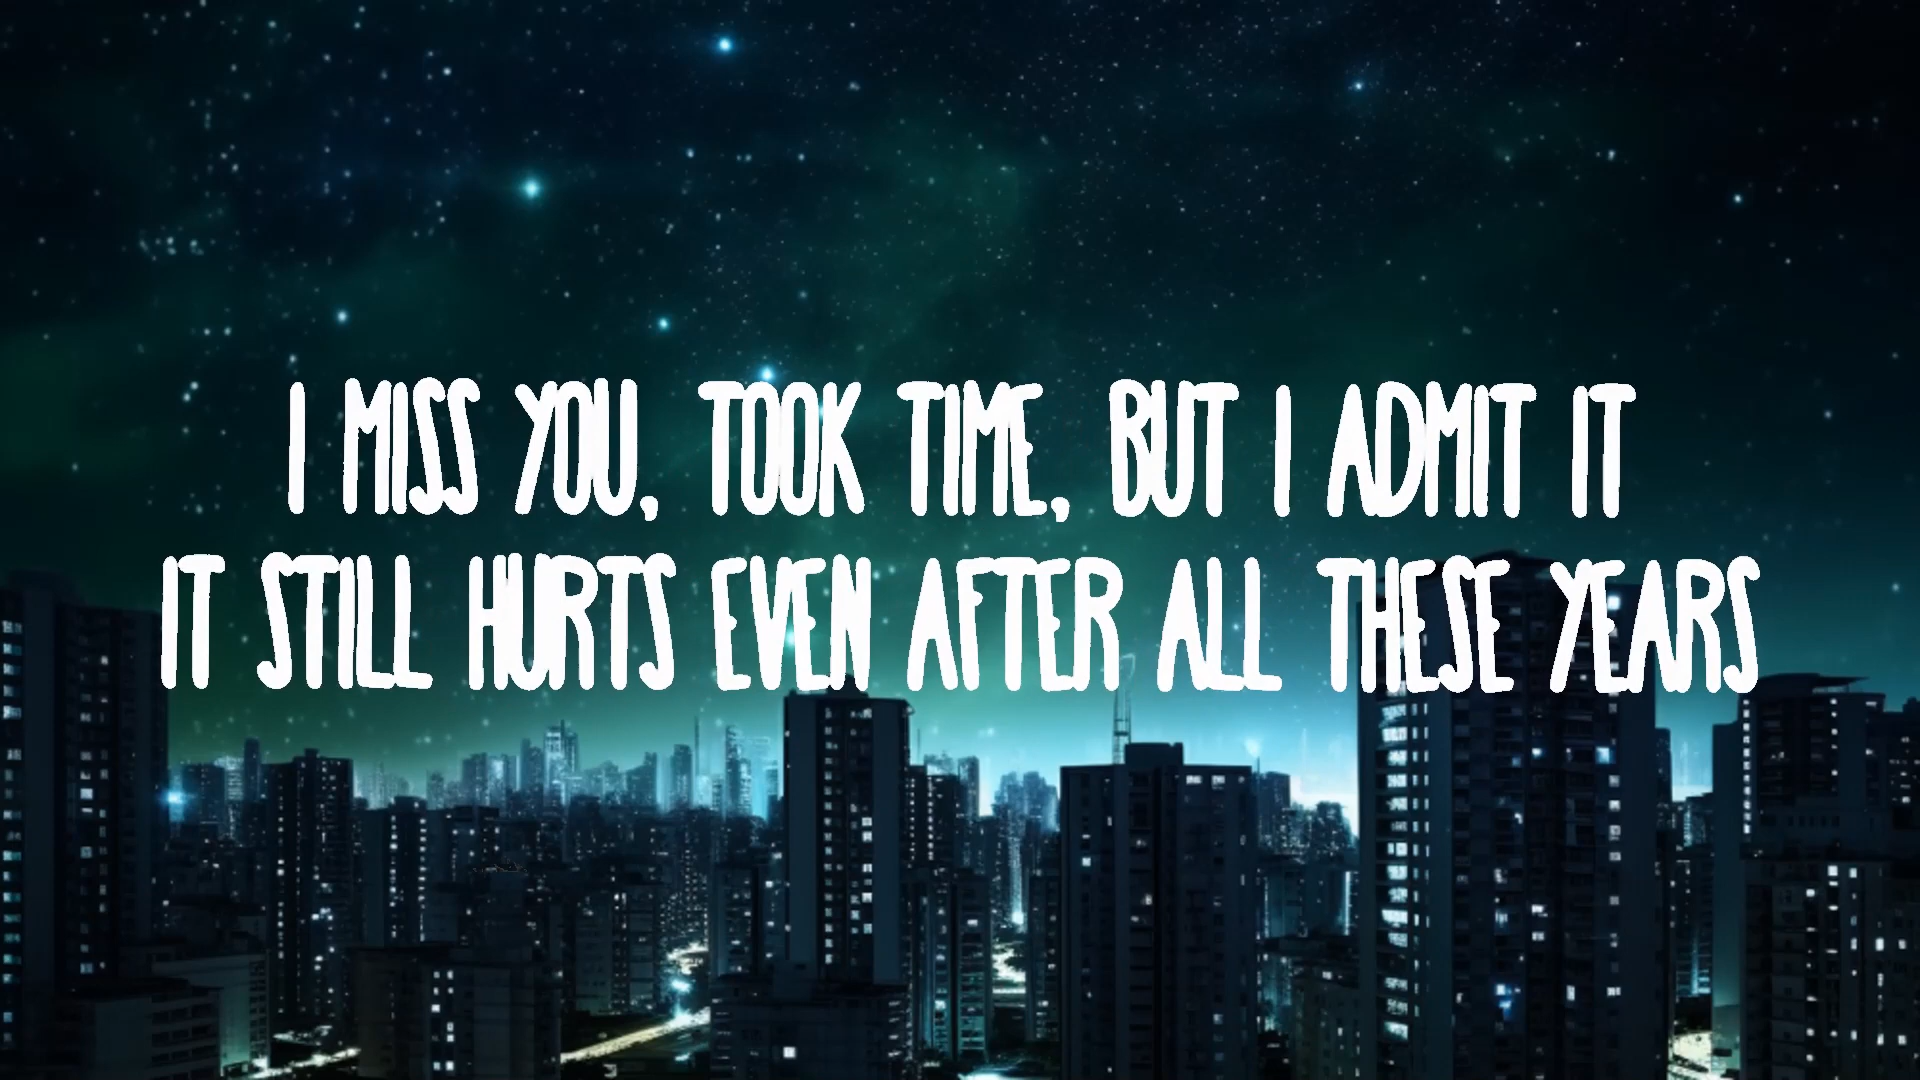 I MISS YOU, TOOK TIME, BUT I ADMIT IT
IT STILL HURTS EVEN AFTER ALL THESE YEARS